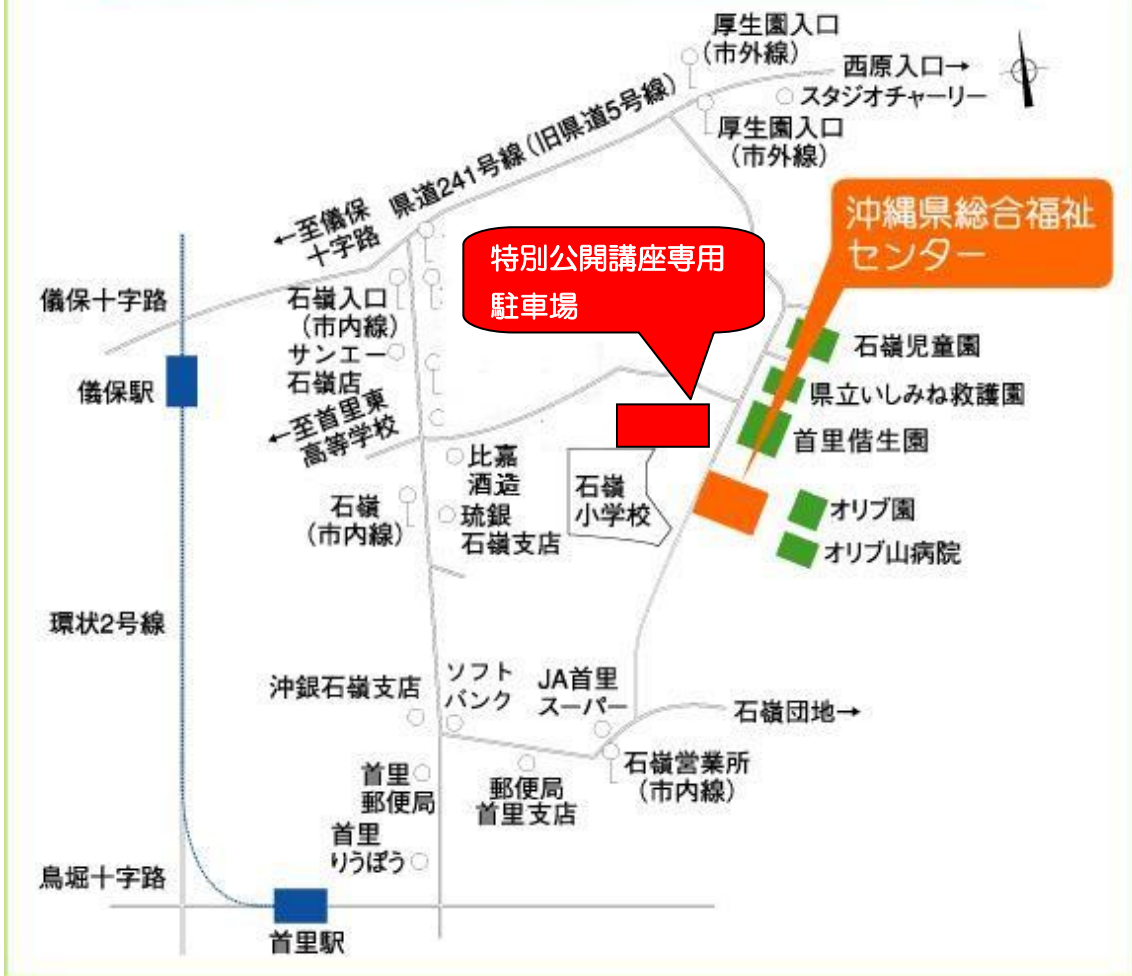 厚生園入口
(市外線)
西原入口→
スタジオチャーリー
厚生園入口
(市外線)
県道241号線(旧県道5号線)
←至儀保
十字路
沖縄県総合福祉
センター
特別公開講座専用
駐車場
儀保十字路
石嶺入口
(市内線)
サンエー
石嶺店
儀保駅
←至首里東
高等学校
石嶺児童園
県立いしみね救護園
首里偕生園
比嘉
酒造
石嶺
小学校
石嶺
(市内線)
琉銀
石嶺支店
オリブ園
オリブ山病院
環状2号線
沖銀石嶺支店
ソフト
バンク
JA首里
スーパー
石嶺団地→
石嶺営業所
(市内線)
首里
郵便局
郵便局
首里支店
首里
りうぼう
鳥堀十字路
首里駅